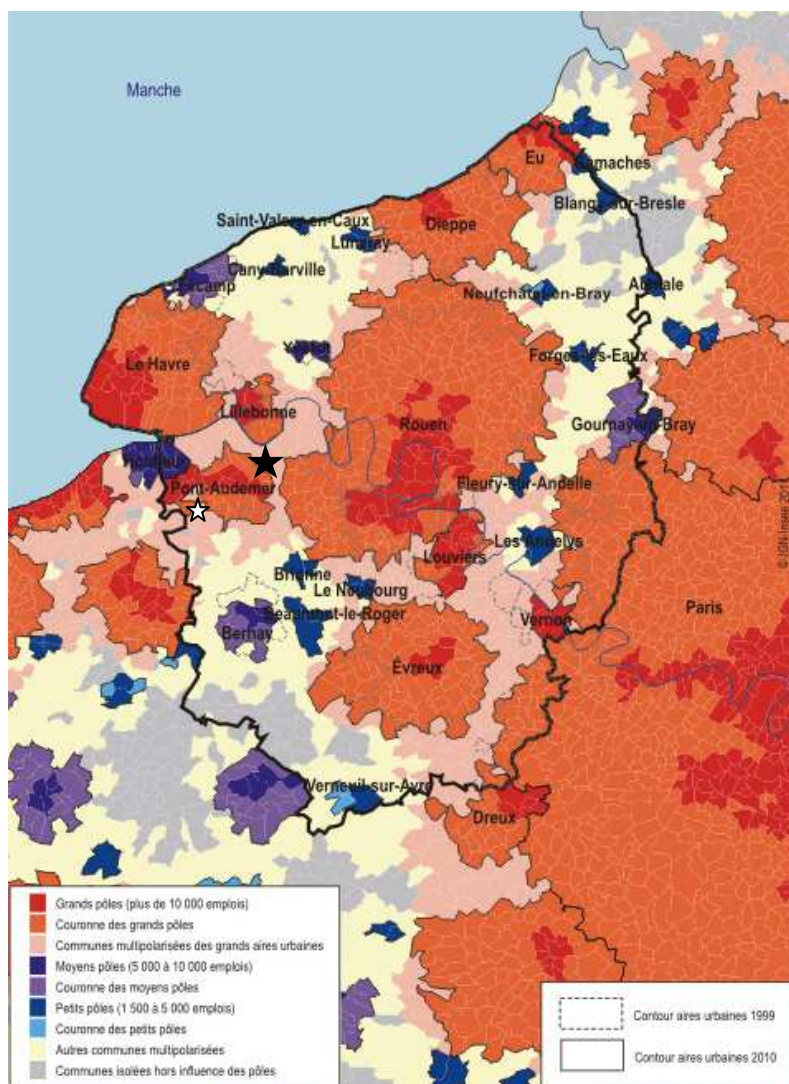 Manche
Eu
Gamaches
Blangy-sur-Bresle
Saint-Valery-en-Caux
Dieppe
Luneray
Cany-Barville
Fécamp
Neufchâtel-en-Bray
Aumale
Yvetot
Forges-les-Eaux
Le Havre
Lillebonne
Rouen
Gournay-en-Bray
Honfleur
Pont-Audemer
Fleury-sur-Andelle
© IGN-Insee
Les Andelys
Louviers
Brionne
Le Neubourg
Beaumont-le-Roger
Bernay
Vernon
Paris
Évreux
Verneuil-sur-Avre
Dreux
Grands pôles (plus de 10 000 emplois)
Couronne des grands pôles
Communes multipolarisées des grands aires urbaines
Moyens pôles (5 000 à 10 000 emplois)
Couronne des moyens pôles
Petits pôles (1 500 à 5 000 emplois)
Couronne des petits pôles
Autres communes multipolarisées
Communes isolées hors influence des pôles
Contour aires urbaines 1999
Contour aires urbaines 2010